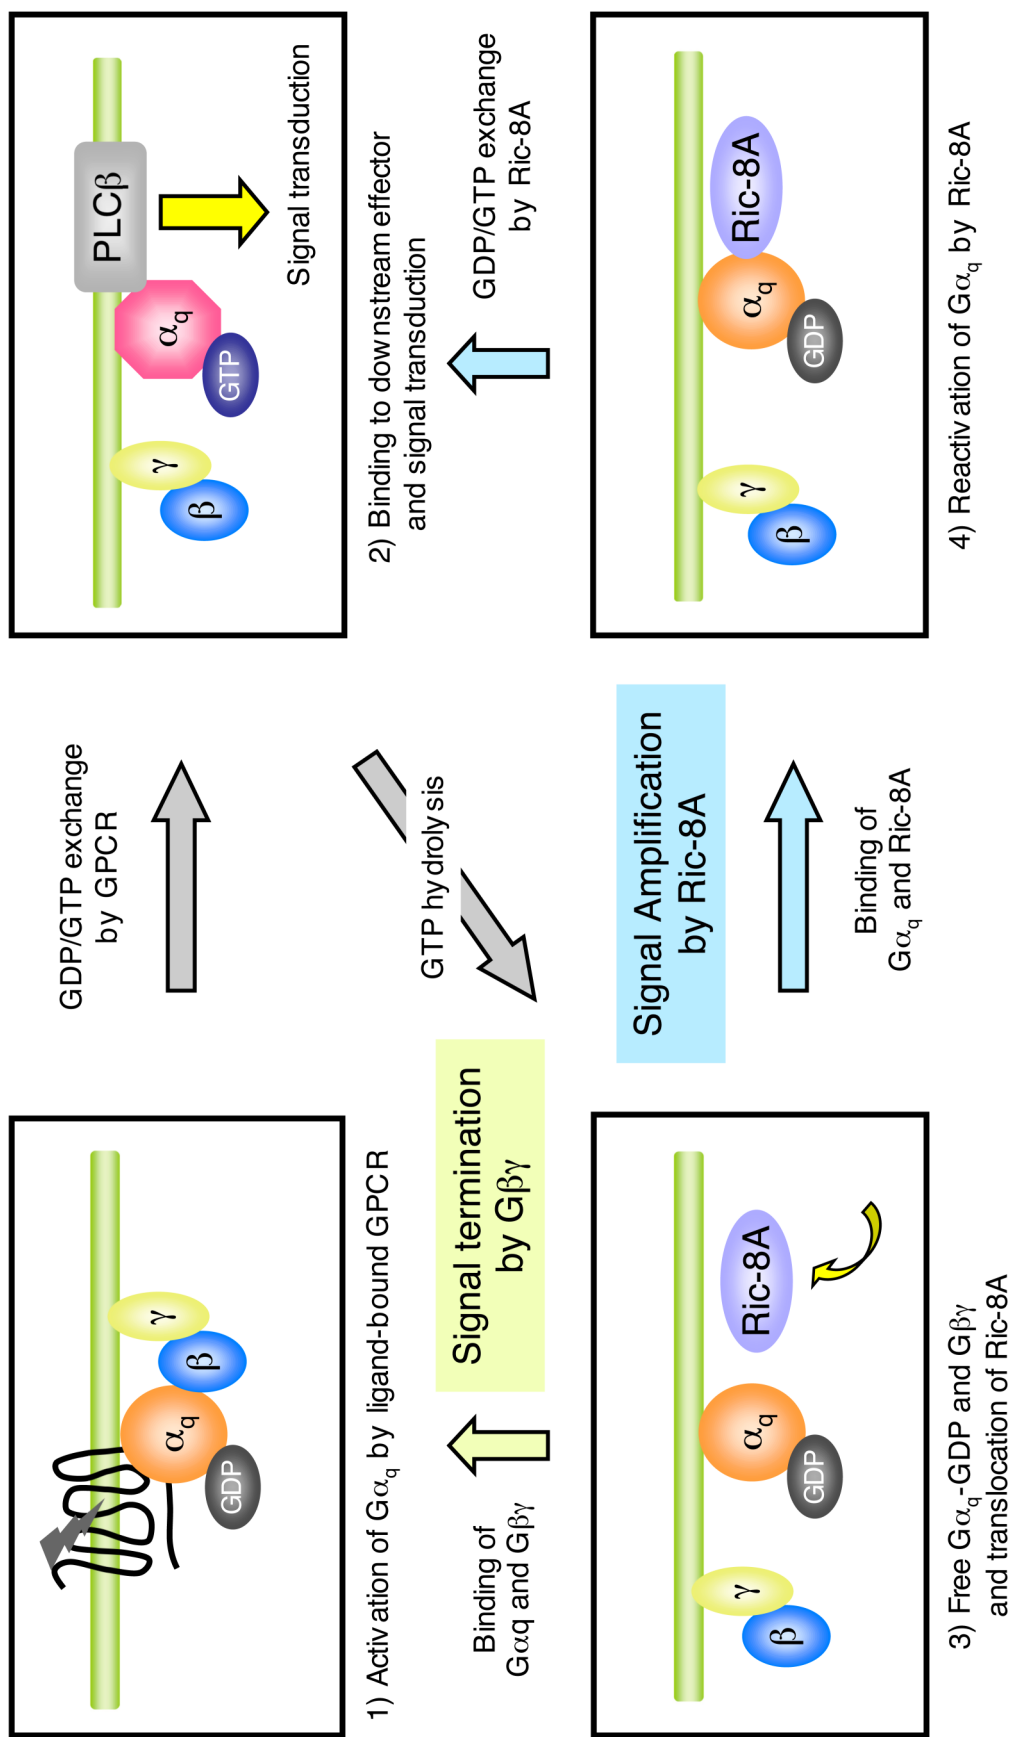 γ
β
αq
GDP
1) Activation of Gαq by ligand-bound GPCR
GDP/GTP exchange
by GPCR
PLCβ
γ
β
αq
GTP
Signal transduction
2) Binding to downstream effector
and signal transduction
GTP hydrolysis
Binding of
Gαq and Gβγ
Signal termination
by Gβγ
Signal Amplification
by Ric-8A
GDP/GTP exchange
by Ric-8A
γ
β
αq
GDP
Ric-8A
3) Free Gαq-GDP and Gβγ
and translocation of Ric-8A
Binding of
Gαq and Ric-8A
γ
β
αq
GDP
Ric-8A
4) Reactivation of Gαq by Ric-8A